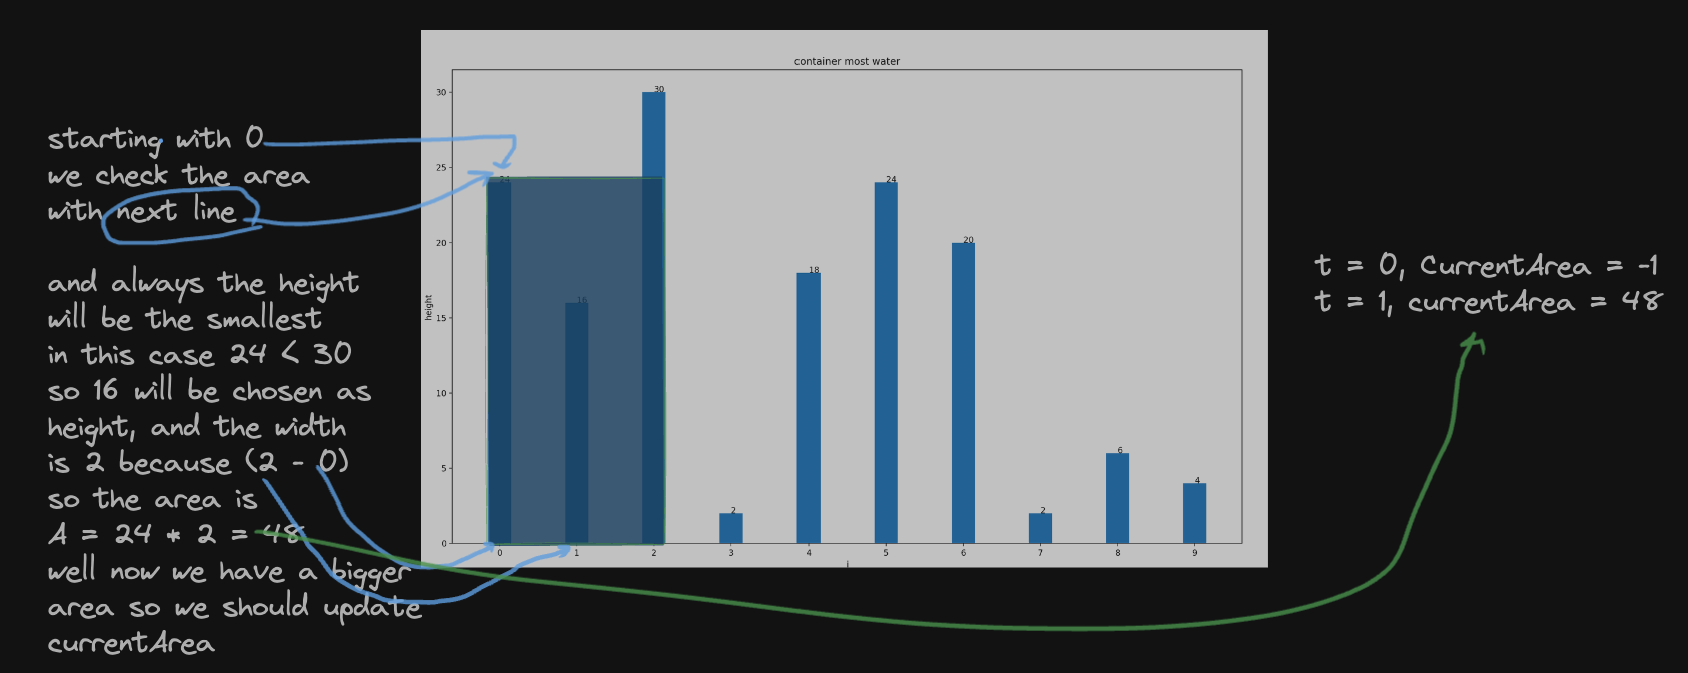 starting with 0
we check the area
with next line
and always the height
will be the smallest
in this case 24 < 30
so 16 will be chosen as
height, and the width
is 2 because (2 - 0)
so the area is
A = 24 * 2 = 48
well now we have a bigger
area so we should update
currentArea
container most water
30
25
20
15
10
5
0
height
24
16
30
2
18
24
20
2
6
4
0 1 2 3 4 5 6 7 8 9
i
t = 0, CurrentArea = -1
t = 1, currentArea = 48